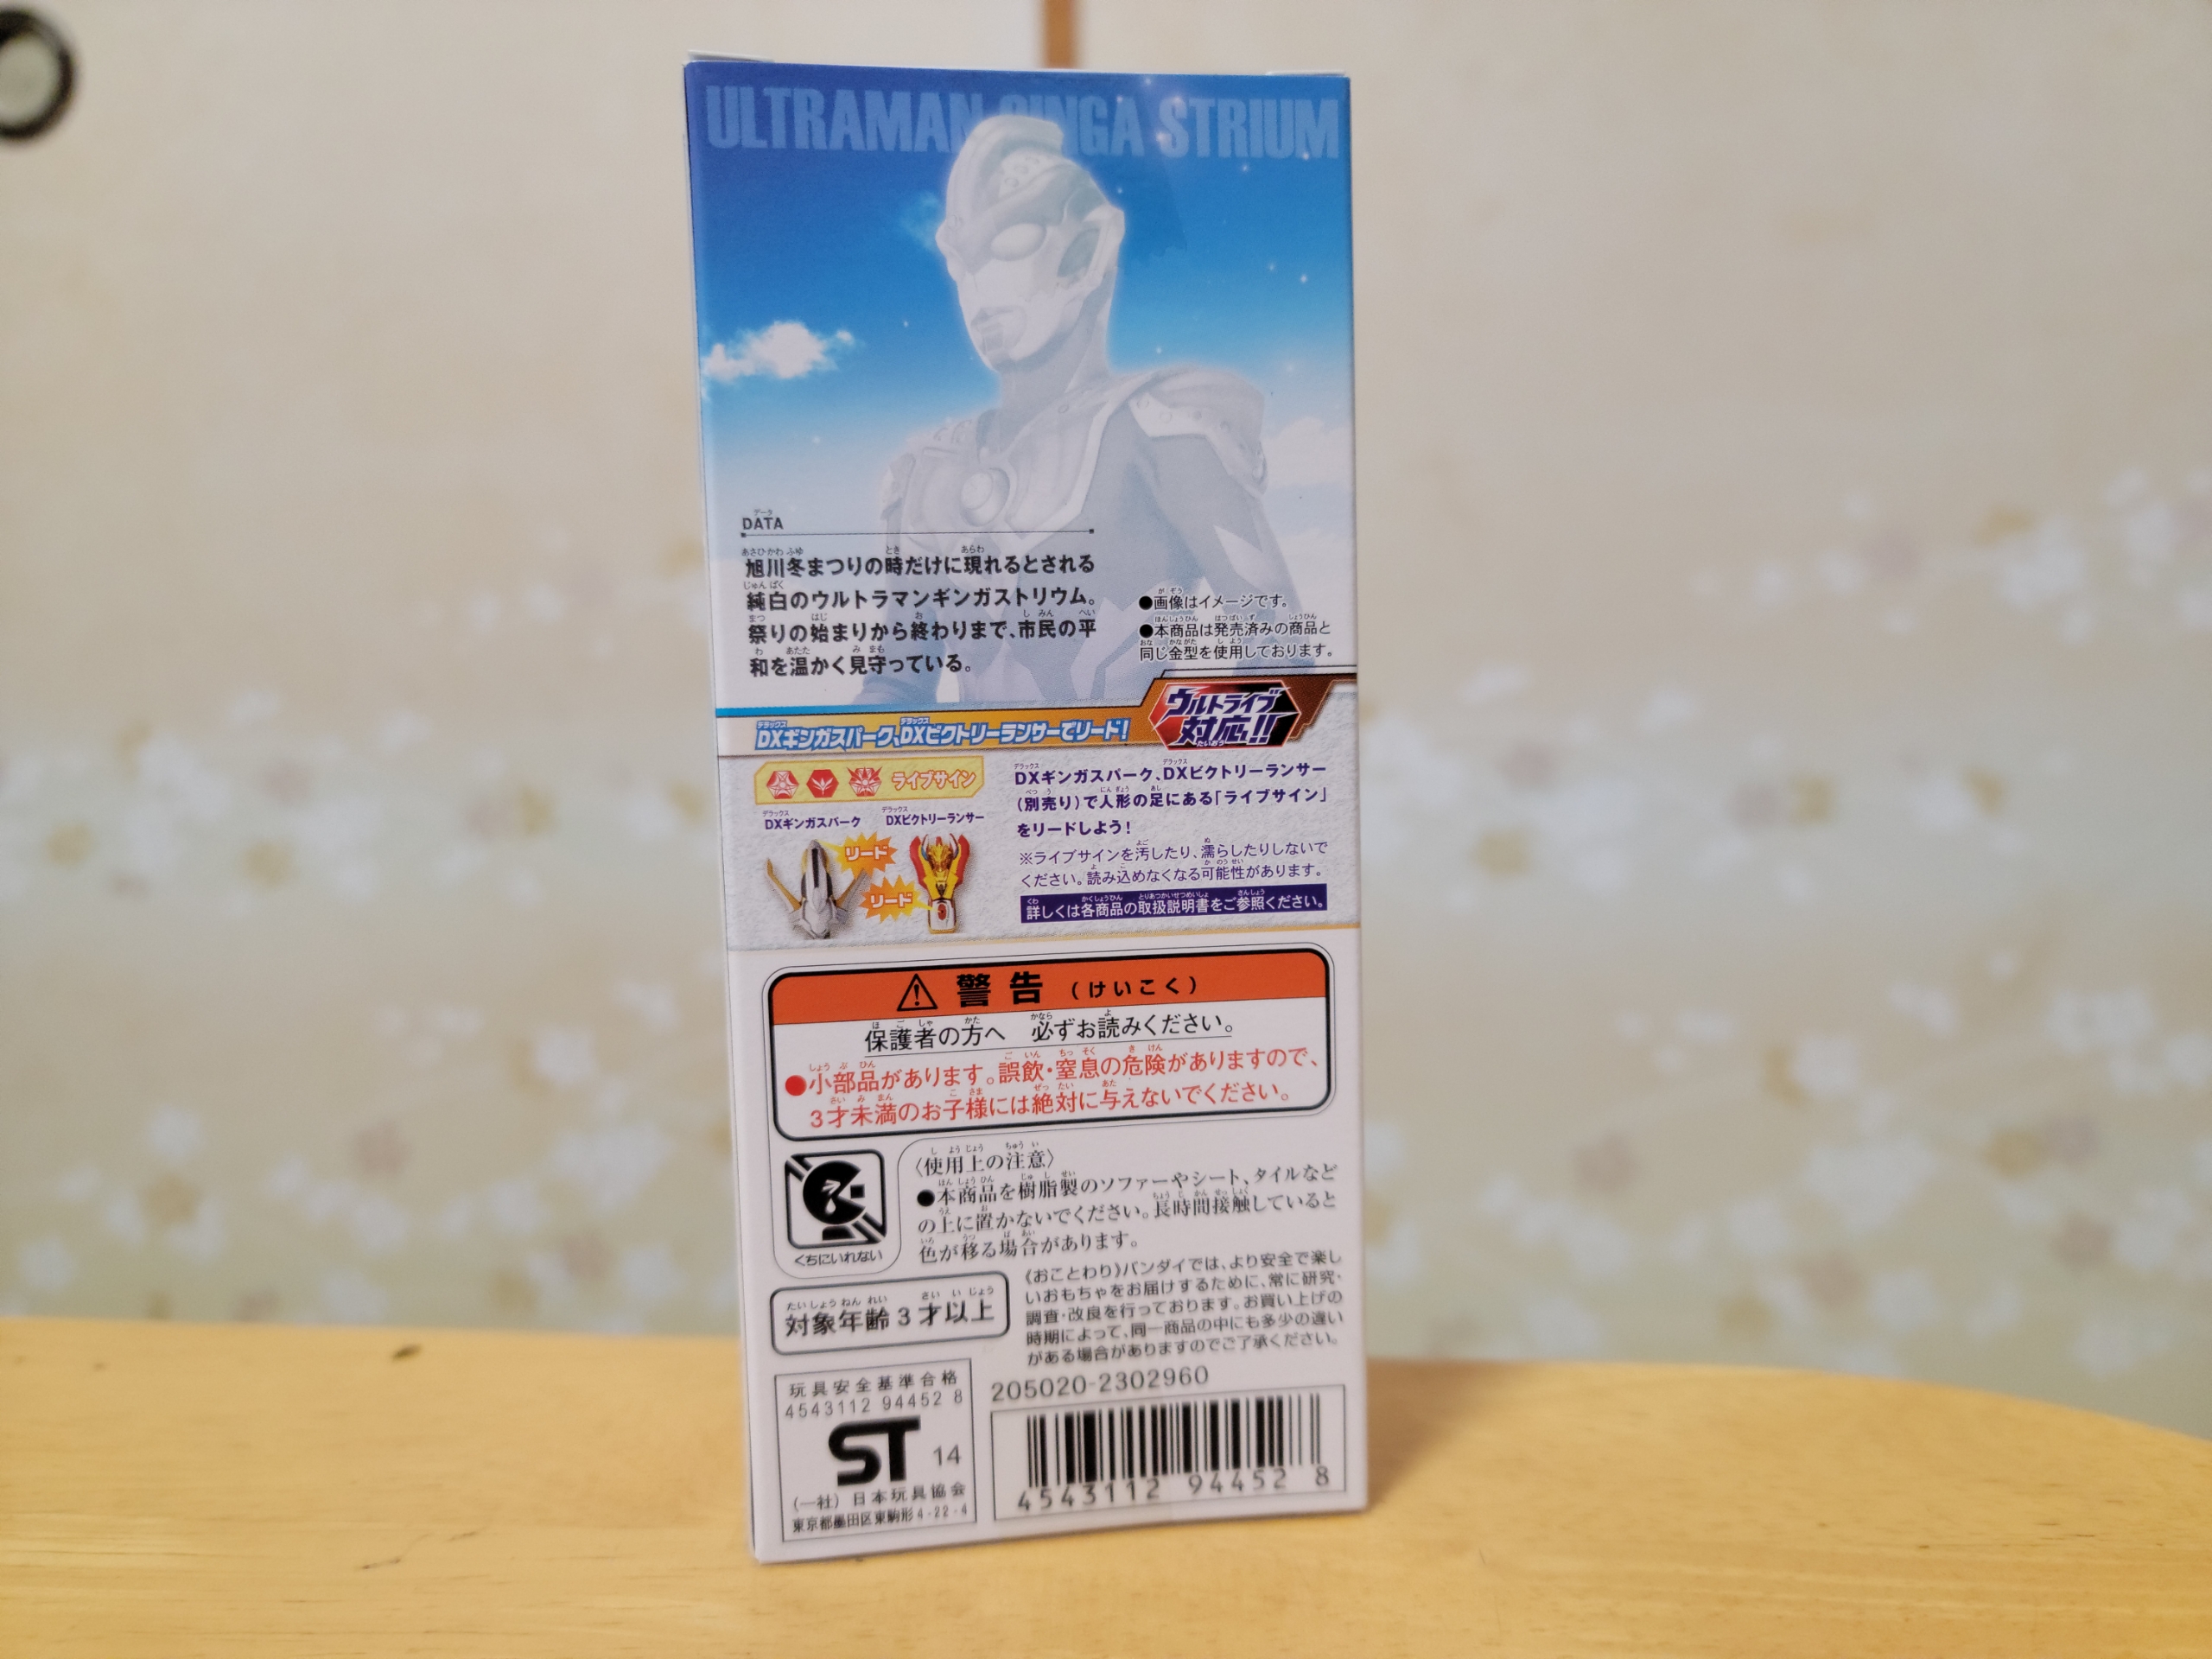 ULTRAMAN GINGA STRIUM
DATA
旭川冬まつりの時だけに現れるとされる
純白のウルトラマンギンガストリウム。
祭りの始まりから終わりまで、市民の平
和を温かく見守っている。
●画像はイメージです。
●本商品は発売済みの商品と
同じ金型を使用しております。
DXギンガスパーク、DXビクトリーランサーでリード!
ウルトライブ
対応!!
ライブサイン
DXギンガスパーク
DXビクトリーランサー
リード
リード
DXギンガスパーク、DXビクトリーランサー
(別売り)で人形の足にある「ライブサイン」
をリードしよう!
※ライブサインを汚したり、濡らしたりしないで
ください。読み込めなくなる可能性があります。
詳しくは各商品の取扱説明書をご参照ください。
警告 (けいこく)
保護者の方へ 必ずお読みください。
●小部品があります。誤飲・窒息の危険がありますので、
3才未満のお子様には絶対に与えないでください。
くちにいれない
〈使用上の注意〉
●本商品を樹脂製のソファーやシート、タイルなど
の上に置かないでください。長時間接触していると
色が移る場合があります。
対象年齢3才以上
《おことわり》バンダイでは、より安全で楽し
いおもちゃをお届けするために、常に研究・
調査・改良を行っております。お買い上げの
時期によって、同一商品の中にも多少の違い
がある場合がありますのでご了承ください。
玩具安全基準合格
4543112 94452 8
ST 14
(一社) 日本玩具協会
東京都墨田区東駒形4-22-4
205020-2302960
4543112 94452 8